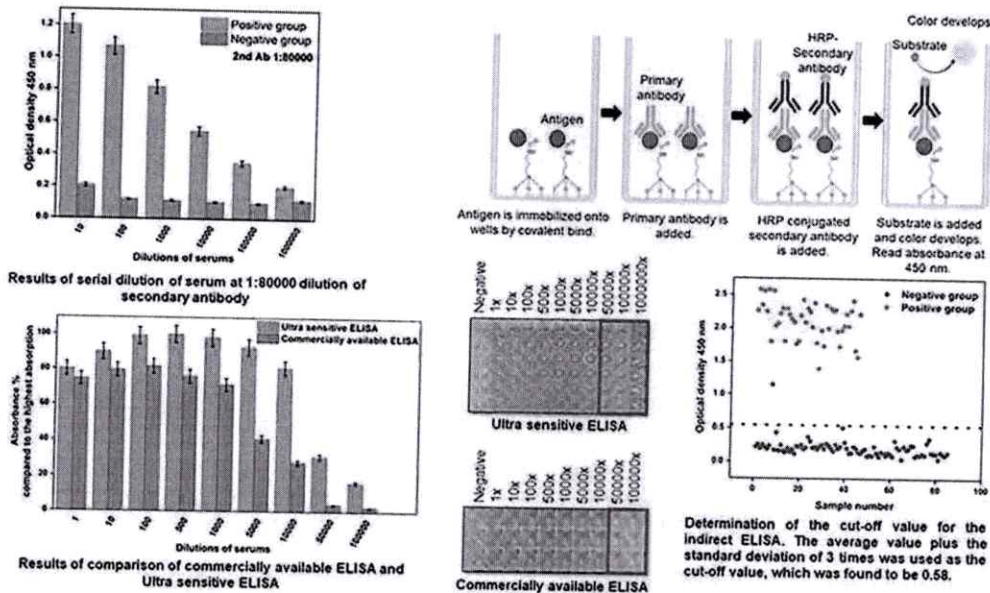 1.2
1.0
0.8
0.6
0.4
0.2
0.0
Optical density 450 nm
Positive group
Negative group
2nd Ab 1:80000
10
100
1000
10000
Dilutions of serums
Results of serial dilution of serum at 1:80000 dilution of
secondary antibody
100
80
60
40
20
0
Absorbance %
compared to the highest absorption
Ultra sensitive ELISA
Commercially available ELISA
1
10
100
500
1000
5000
10000
50000
100000
Dilutions of serums
Results of comparison of commercially available ELISA and
Ultra sensitive ELISA
Antigen
Antigen is immobilized onto
wells by covalent bind.
Primary
antibody
Primary antibody is
added.
HRP-
Secondary
antibody
HRP conjugated
secondary antibody
is added.
Color develops
Substrate
Substrate is added
and color develops.
Read absorbance at
450 nm.
Negative
1x
10x
100x
500x
1000x
5000x
10000x
50000x
100000x
Ultra sensitive ELISA
Negative
1x
10x
100x
500x
1000x
5000x
10000x
50000x
100000x
Commercially available ELISA
2.5
2.0
1.5
1.0
0.5
0.0
Optical density 450 nm
Negative group
Positive group
0
20
40
60
80
100
Sample number
Determination of the cut-off value for the
indirect ELISA. The average value plus the
standard deviation of 3 times was used as the
cut-off value, which was found to be 0.58.